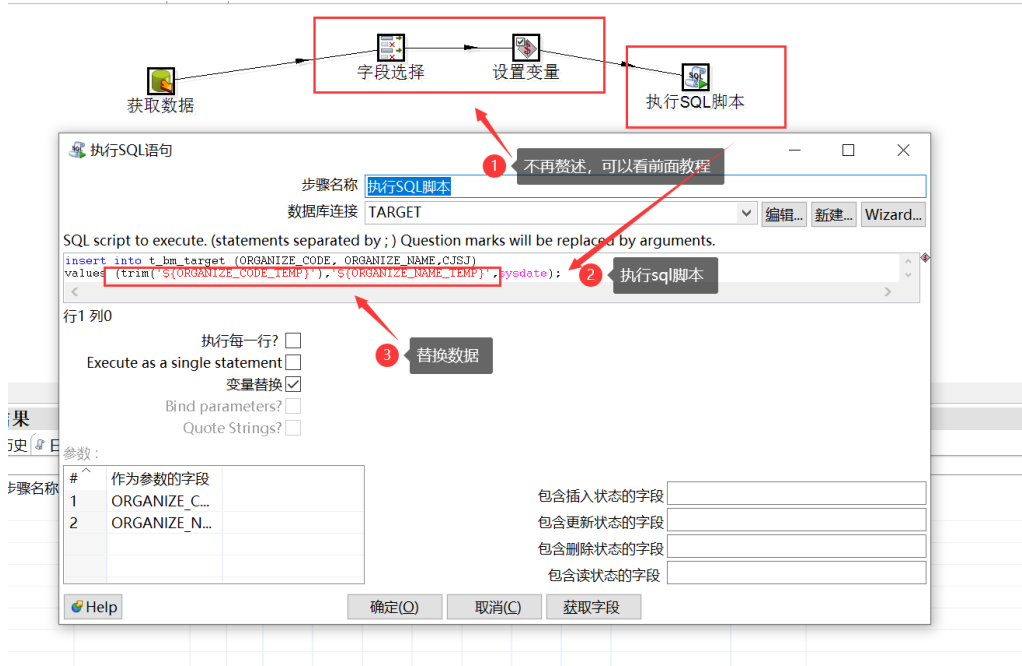 获取数据
字段选择
设置变量
执行SQL脚本
1 不再赘述，可以看前面教程
执行SQL语句
步骤名称 执行SQL脚本
数据库连接 TARGET 编辑... 新建... Wizard...
SQL script to execute. (statements separated by ; ) Question marks will be replaced by arguments.
insert into t_bm_target (ORGANIZE_CODE, ORGANIZE_NAME,CJSJ)
values (trim('${ORGANIZE_CODE_TEMP}'),'${ORGANIZE_NAME_TEMP}',sysdate);
2 执行sql脚本
行1 列0
3 替换数据
执行每一行?
Execute as a single statement
变量替换
Bind parameters?
Quote Strings?
参数 :
# 作为参数的字段
1 ORGANIZE_C...
2 ORGANIZE_N...
包含插入状态的字段
包含更新状态的字段
包含删除状态的字段
包含读状态的字段
Help 确定(O) 取消(C) 获取字段
果
史 日
步骤名称